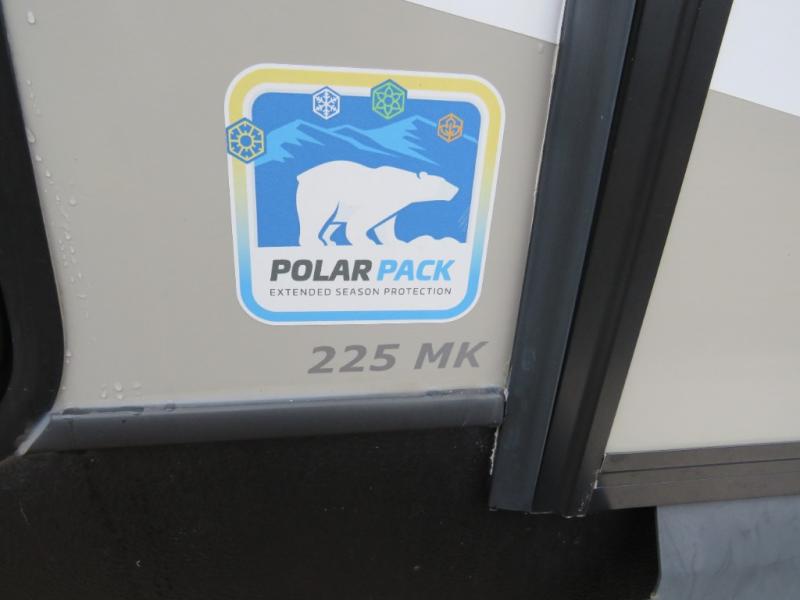 POLAR PACK
EXTENDED SEASON PROTECTION
225 MK